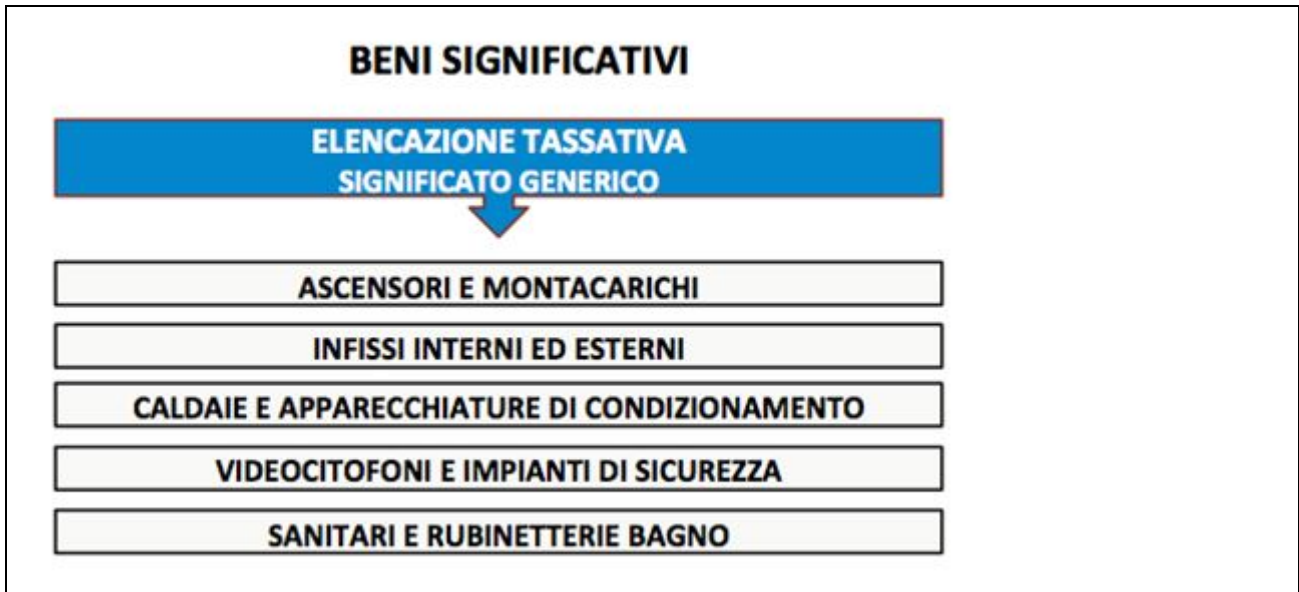 BENI SIGNIFICATIVI
ELENCAZIONE TASSATIVA
SIGNIFICATO GENERICO
ASCENSORI E MONTACARICHI
INFISSI INTERNI ED ESTERNI
CALDAIE E APPARECCHIATURE DI CONDIZIONAMENTO
VIDEOCITOFONI E IMPIANTI DI SICUREZZA
SANITARI E RUBINETTERIE BAGNO